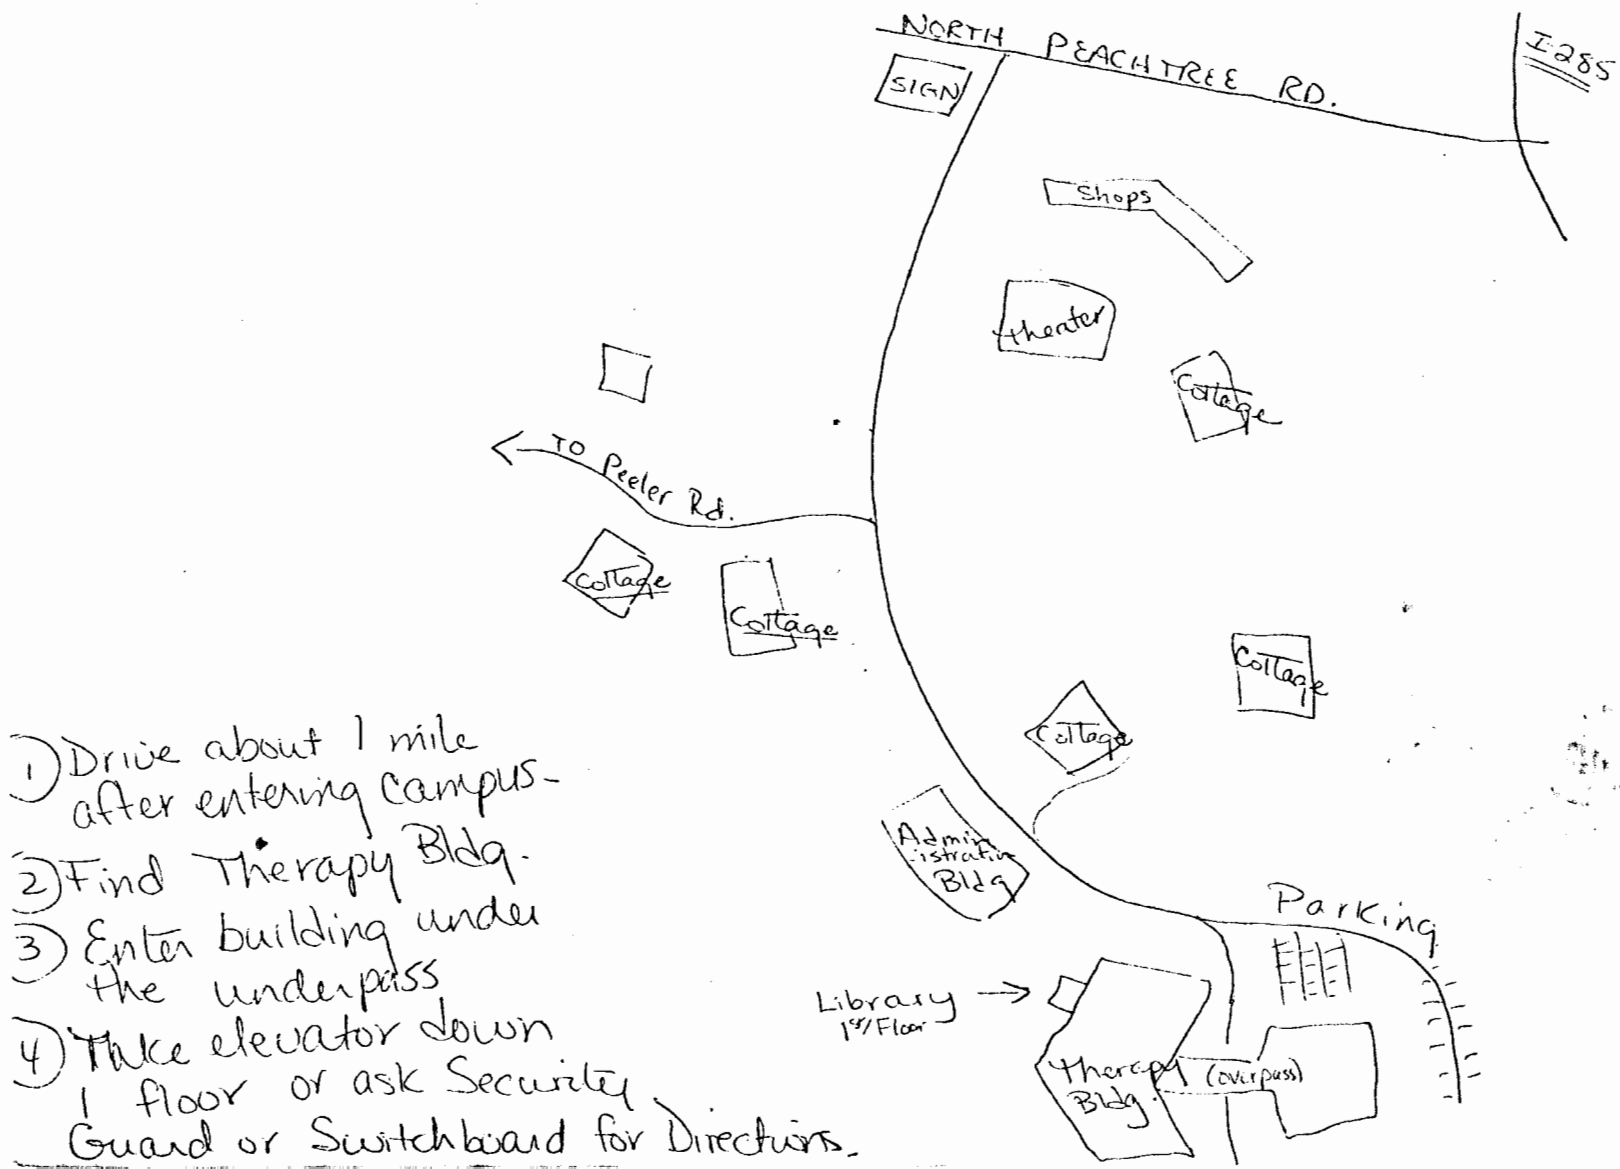 NORTH PEACHTREE RD.
I-285
SIGN
Shops
theater
Cottage
TO Peeler Rd.
Cottage
Cottage
Cottage
Cottage
① Drive about 1 mile
after entering campus-
② Find Therapy Bldg.
③ Enter building under
the underpass
④ Take elevator down
1 floor or ask Security
Guard or Switchboard for Directions.
Admin
-istrative
Bldg
Parking
Library →
1st Floor
Therapy
Bldg.
(overpass)